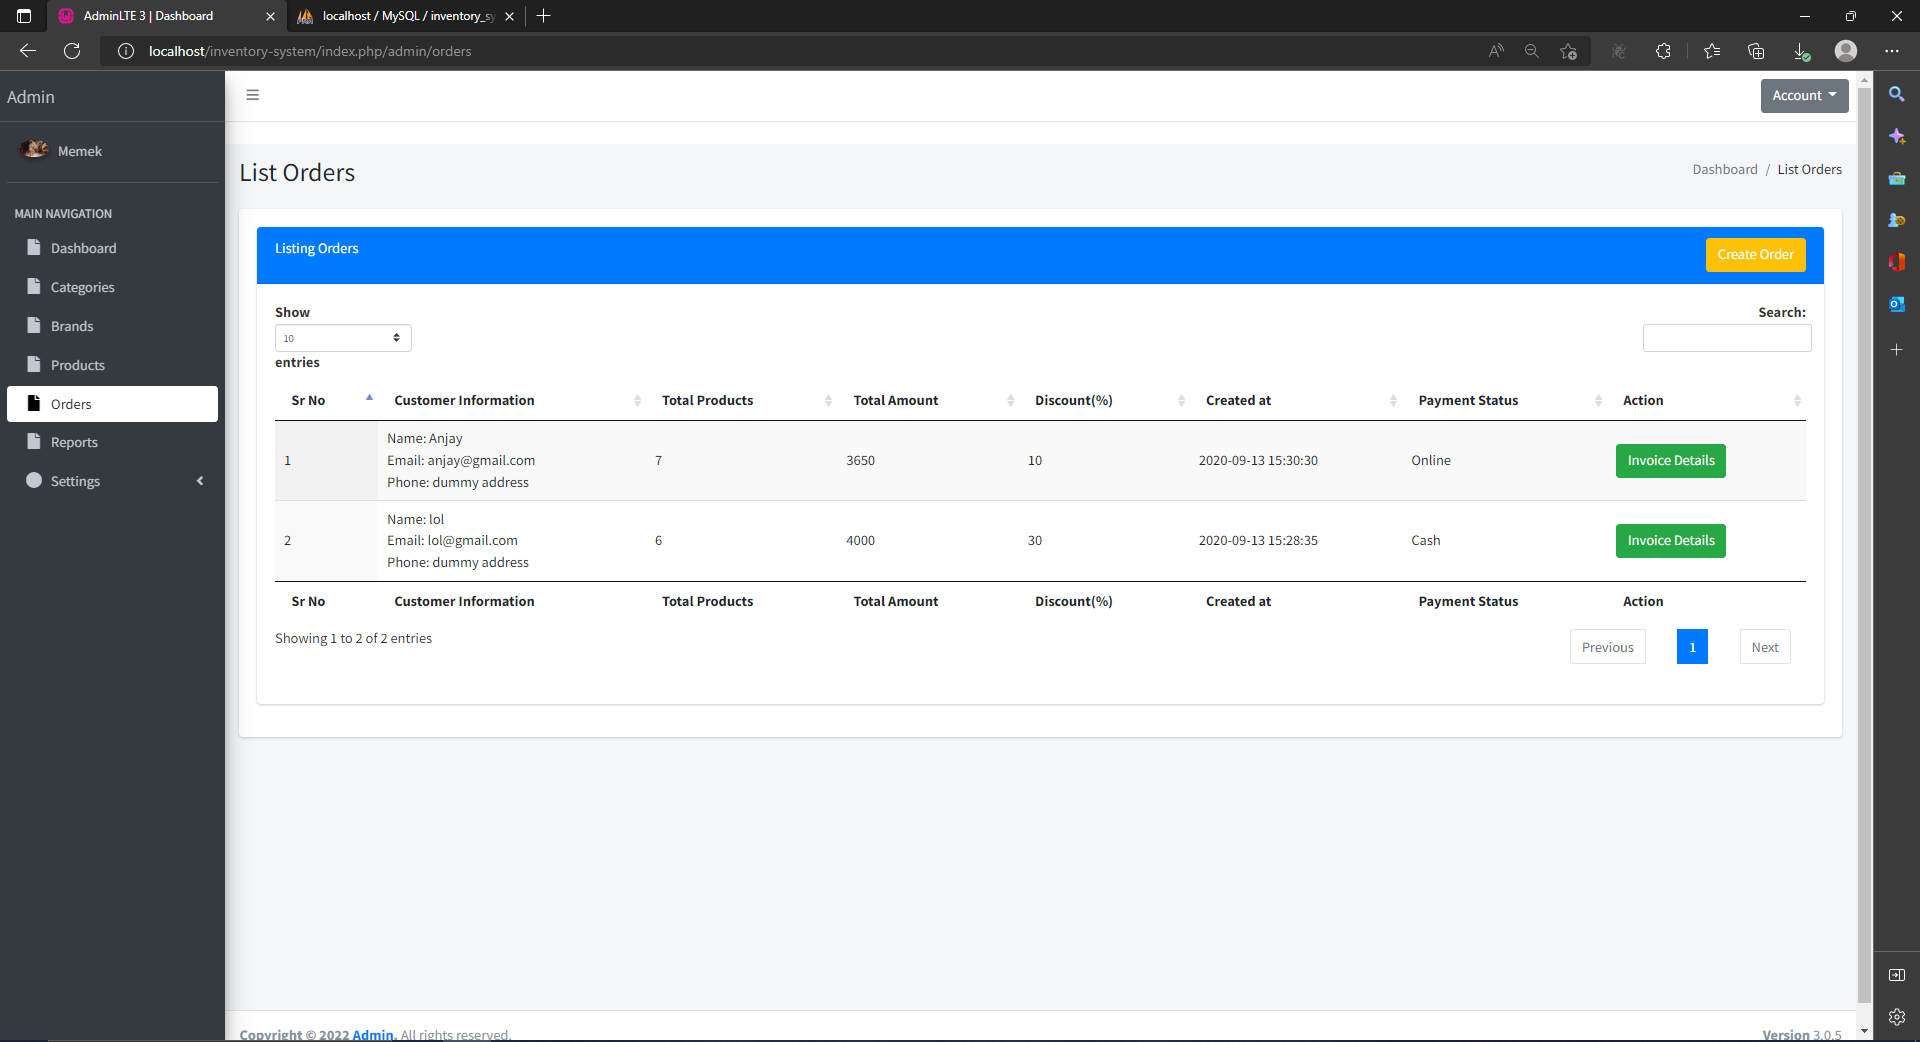 AdminLTE 3 | Dashboard
localhost / MySQL / inventory_sy
localhost/inventory-system/index.php/admin/orders
Admin
Account
Memek
List Orders
Dashboard / List Orders
MAIN NAVIGATION
Dashboard
Categories
Brands
Products
Orders
Reports
Settings
Listing Orders
Create Order
Show
10
entries
Search:
Sr No Customer Information Total Products Total Amount Discount(%) Created at Payment Status Action
Name: Anjay
1 Email: anjay@gmail.com 7 3650 10 2020-09-13 15:30:30 Online Invoice Details
Phone: dummy address
Name: lol
2 Email: lol@gmail.com 6 4000 30 2020-09-13 15:28:35 Cash Invoice Details
Phone: dummy address
Sr No Customer Information Total Products Total Amount Discount(%) Created at Payment Status Action
Showing 1 to 2 of 2 entries
Previous 1 Next
Copyright © 2022 Admin. All rights reserved.
Version 3.0.5